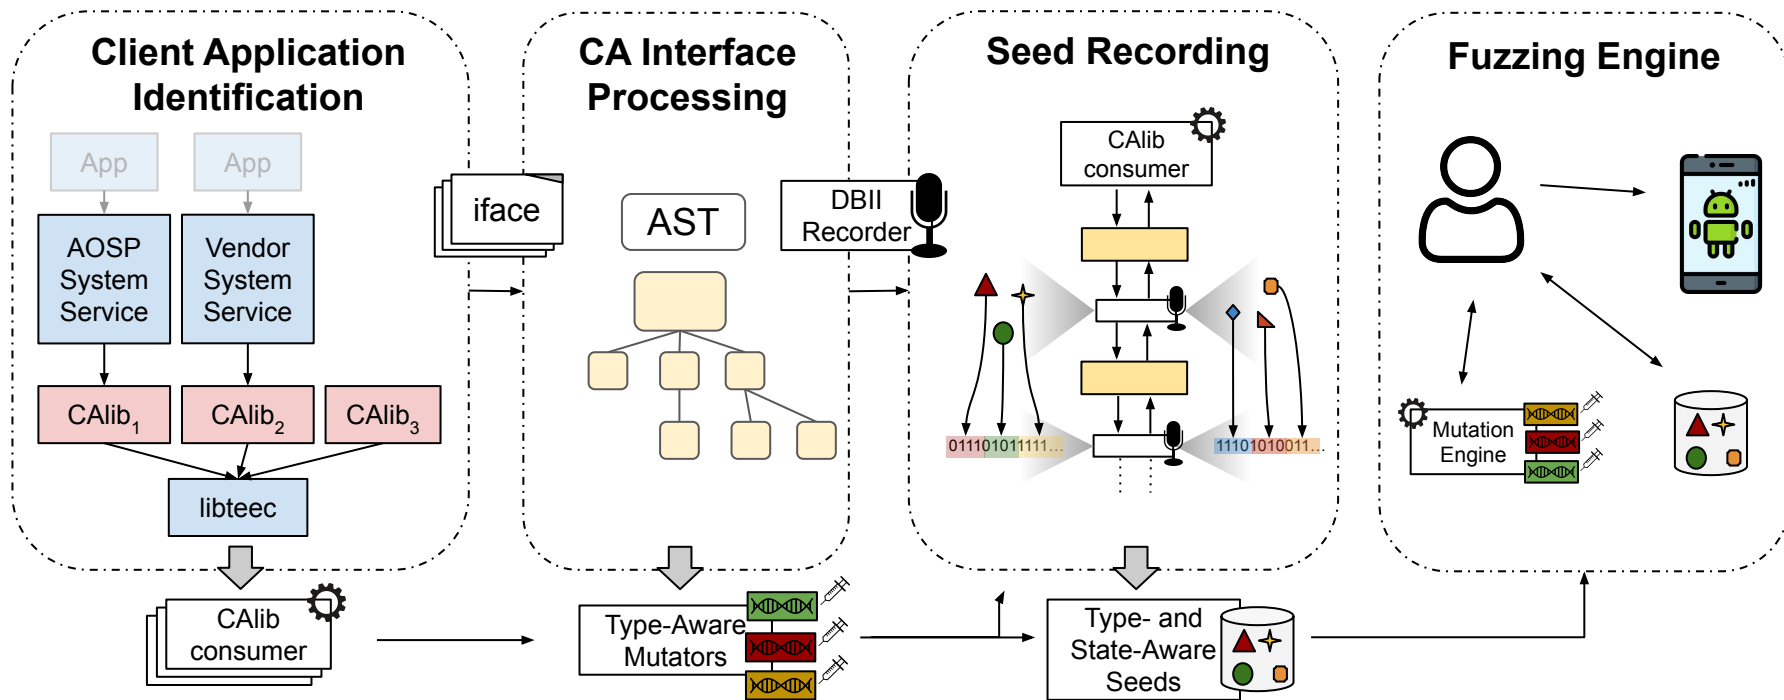 Client Application
Identification
App
App
AOSP
System
Service
Vendor
System
Service
CAlib1
CAlib2
CAlib3
libteec
CAlib
consumer
iface
CA Interface
Processing
AST
Type-Aware
Mutators
DBII
Recorder
Seed Recording
CAlib
consumer
011101011111...
11101010011...
Type- and
State-Aware
Seeds
Fuzzing Engine
Mutation
Engine